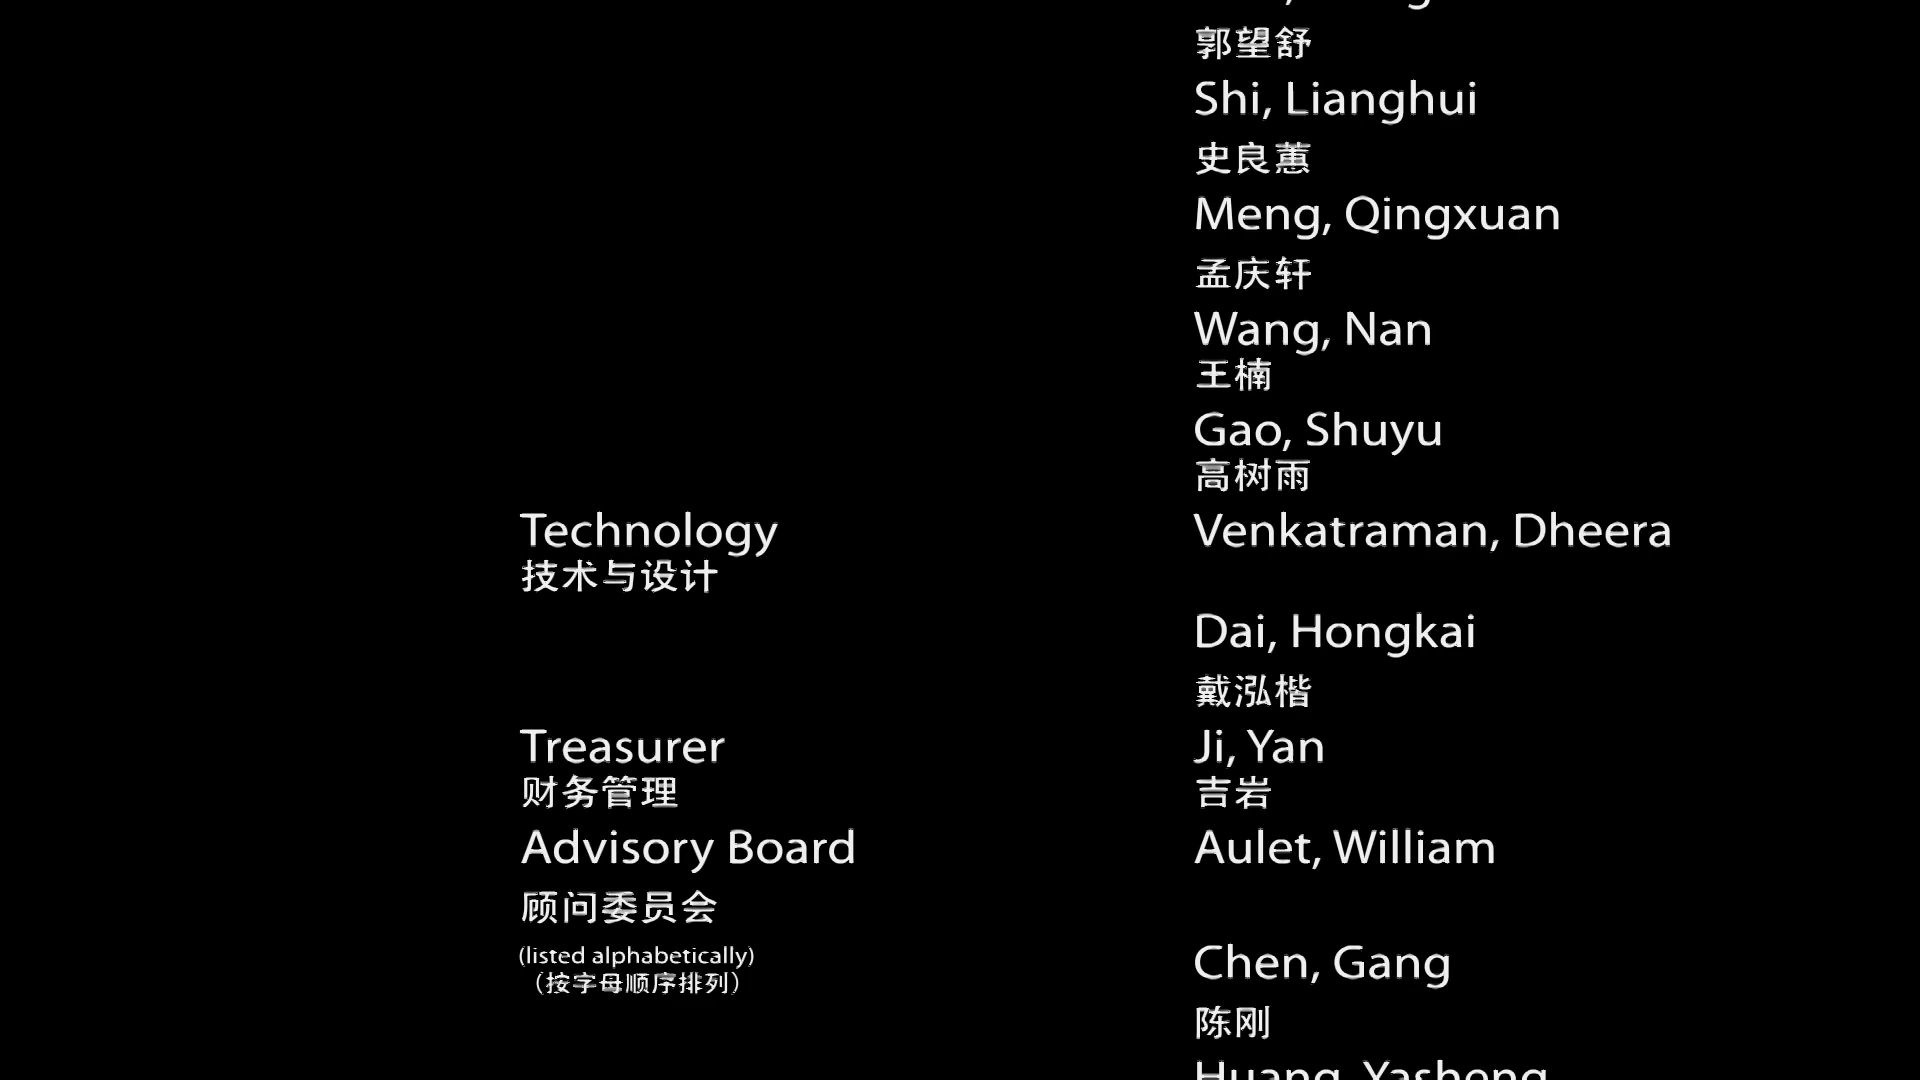 郭望舒
Shi, Lianghui
史良蕙
Meng, Qingxuan
孟庆轩
Wang, Nan
王楠
Gao, Shuyu
高树雨
Technology
技术与设计
Venkatraman, Dheera
Dai, Hongkai
戴泓楷
Treasurer
财务管理
Ji, Yan
吉岩
Advisory Board
顾问委员会
(listed alphabetically)
（按字母顺序排列）
Aulet, William
Chen, Gang
陈刚
Huang, Yasheng